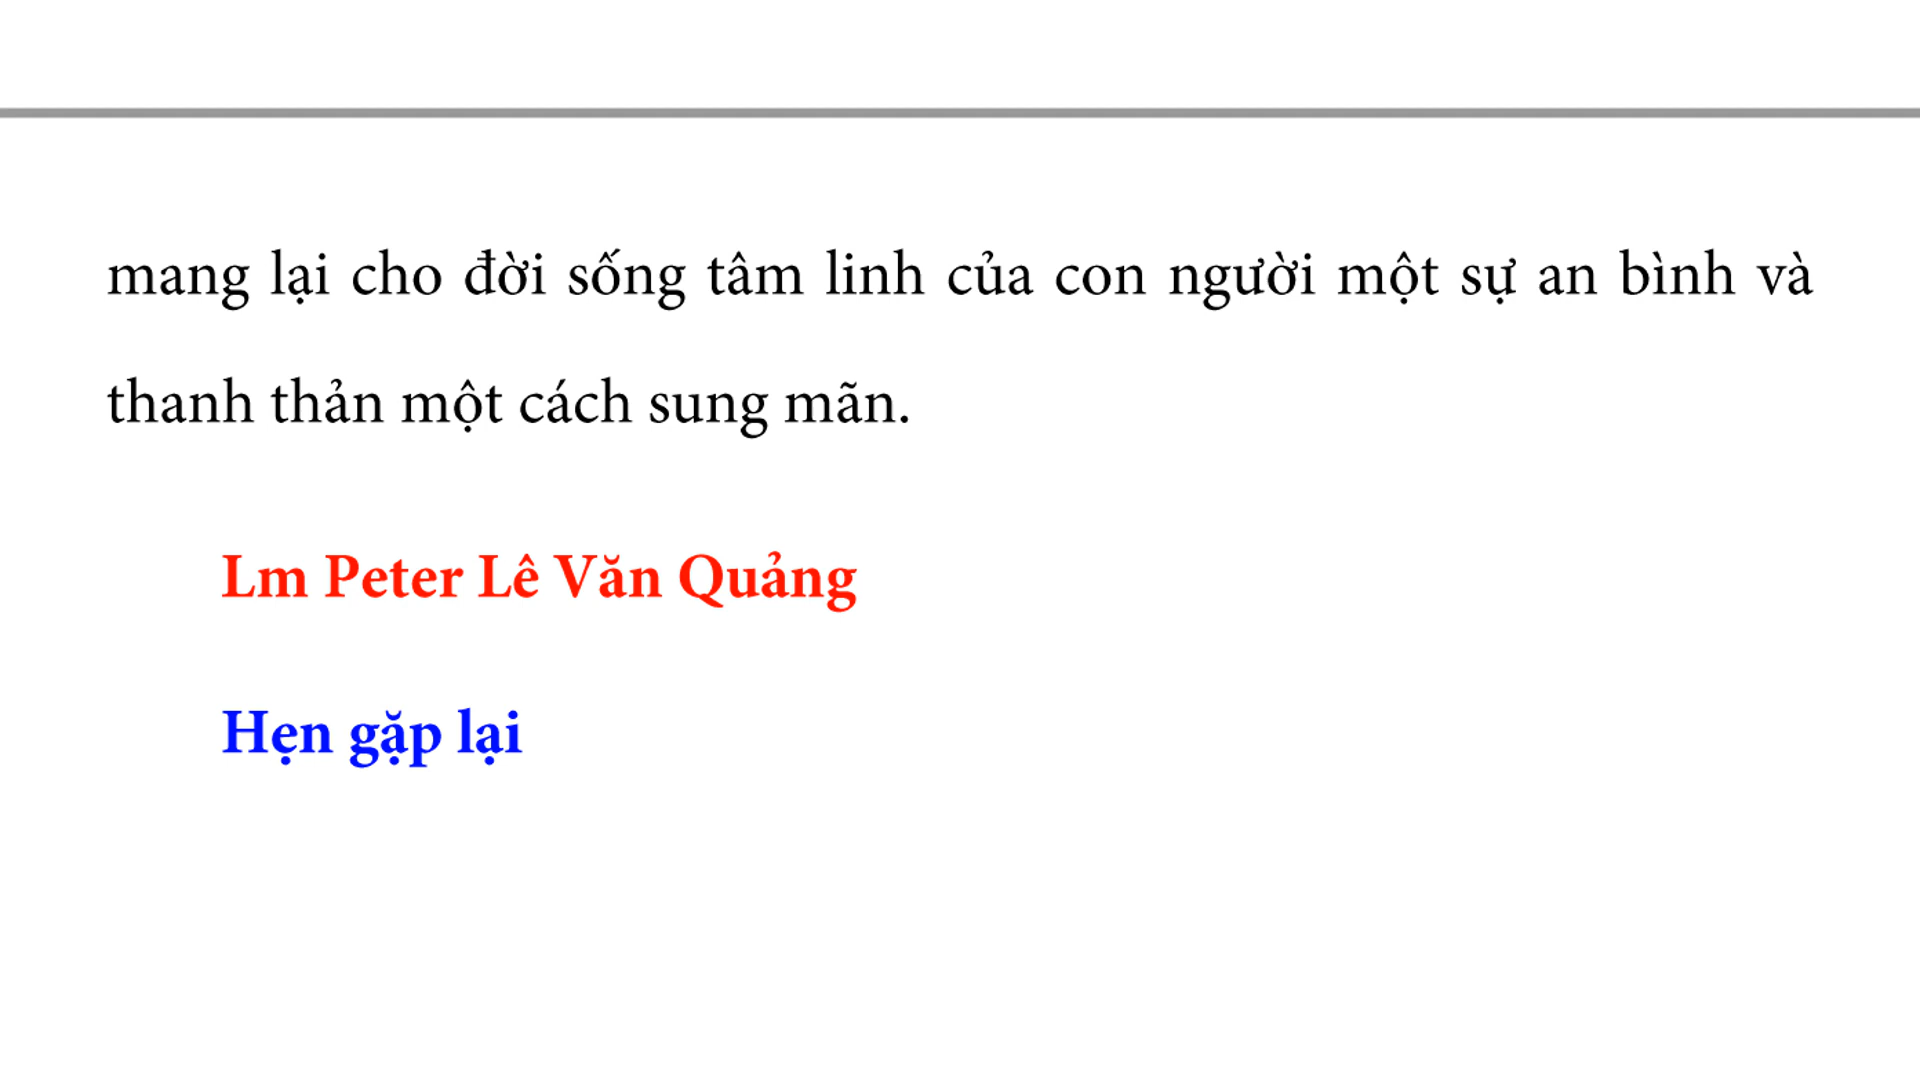 mang lại cho đời sống tâm linh của con người một sự an bình và
thanh thản một cách sung mãn.
Lm Peter Lê Văn Quảng
Hẹn gặp lại